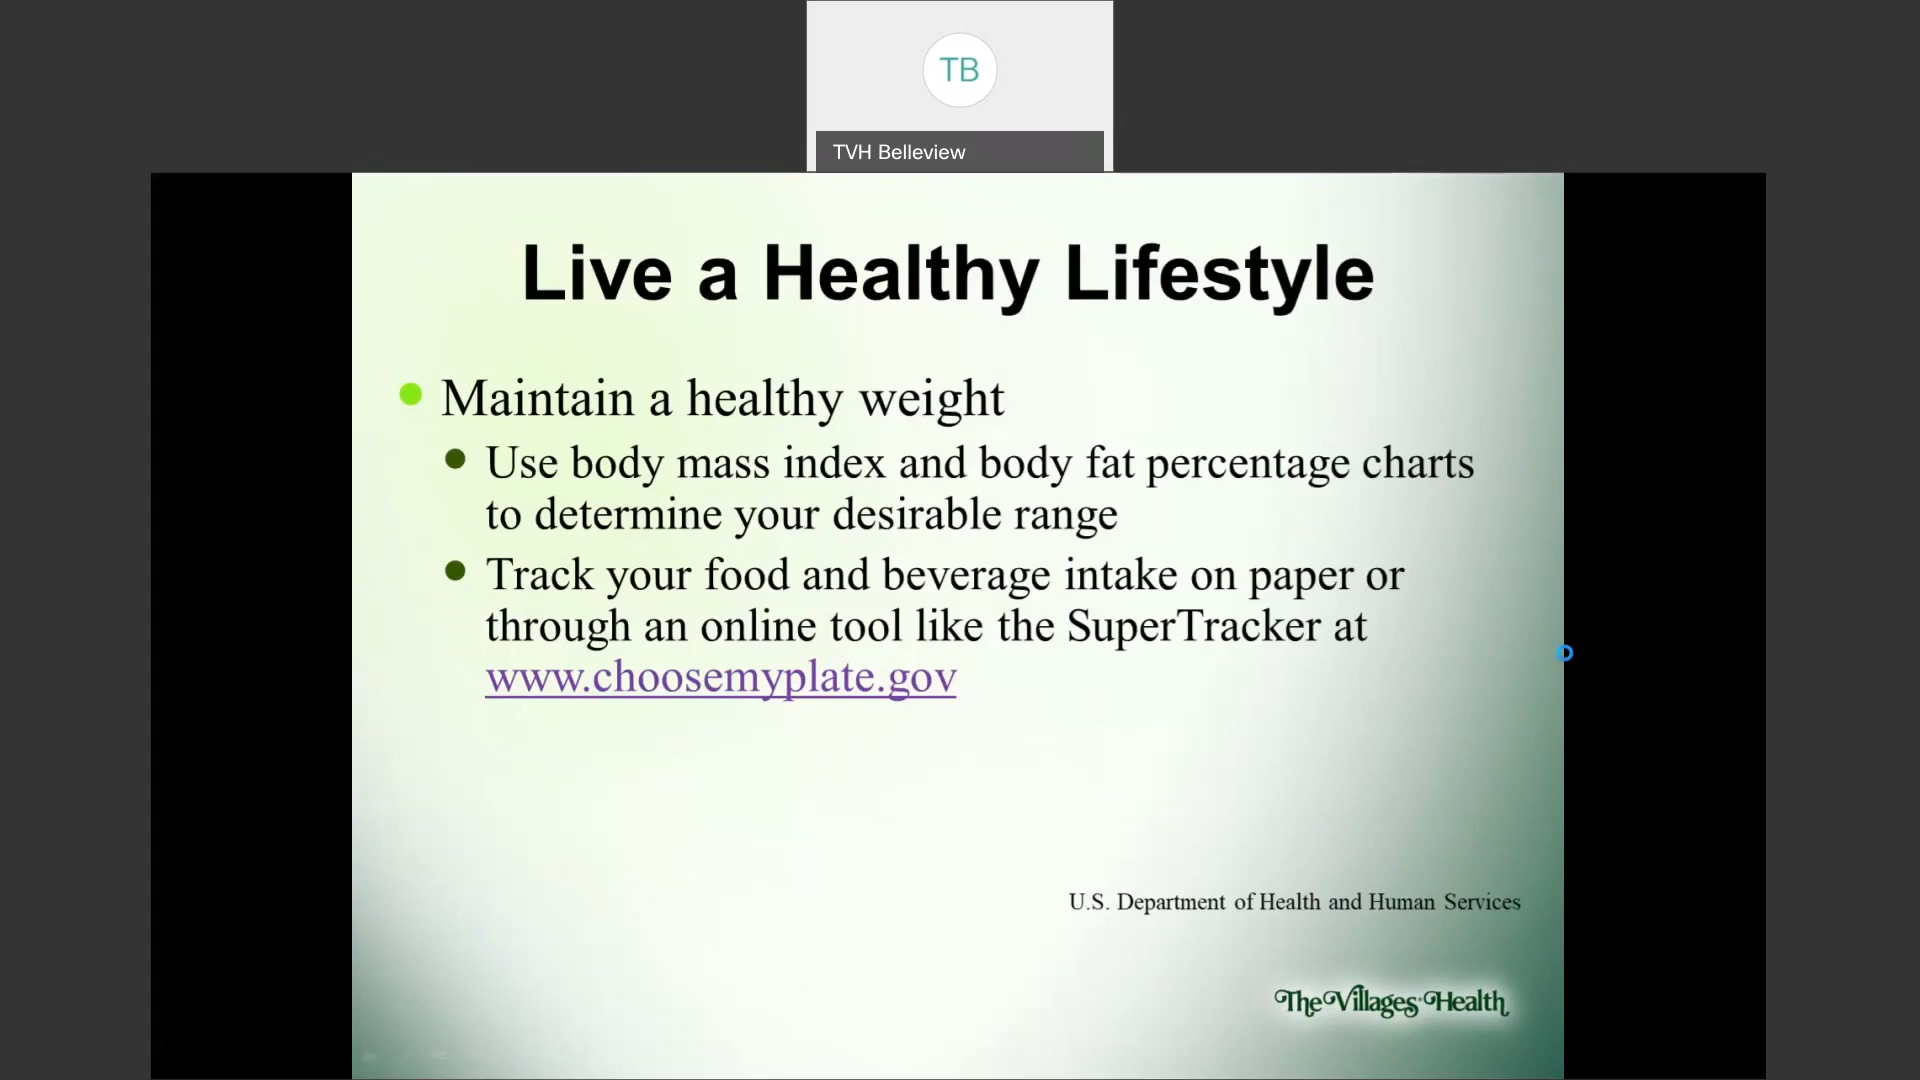 TB
TVH Belleview
Live a Healthy Lifestyle
Maintain a healthy weight
Use body mass index and body fat percentage charts
to determine your desirable range
Track your food and beverage intake on paper or
through an online tool like the SuperTracker at
www.choosemyplate.gov
U.S. Department of Health and Human Services
The Villages Health